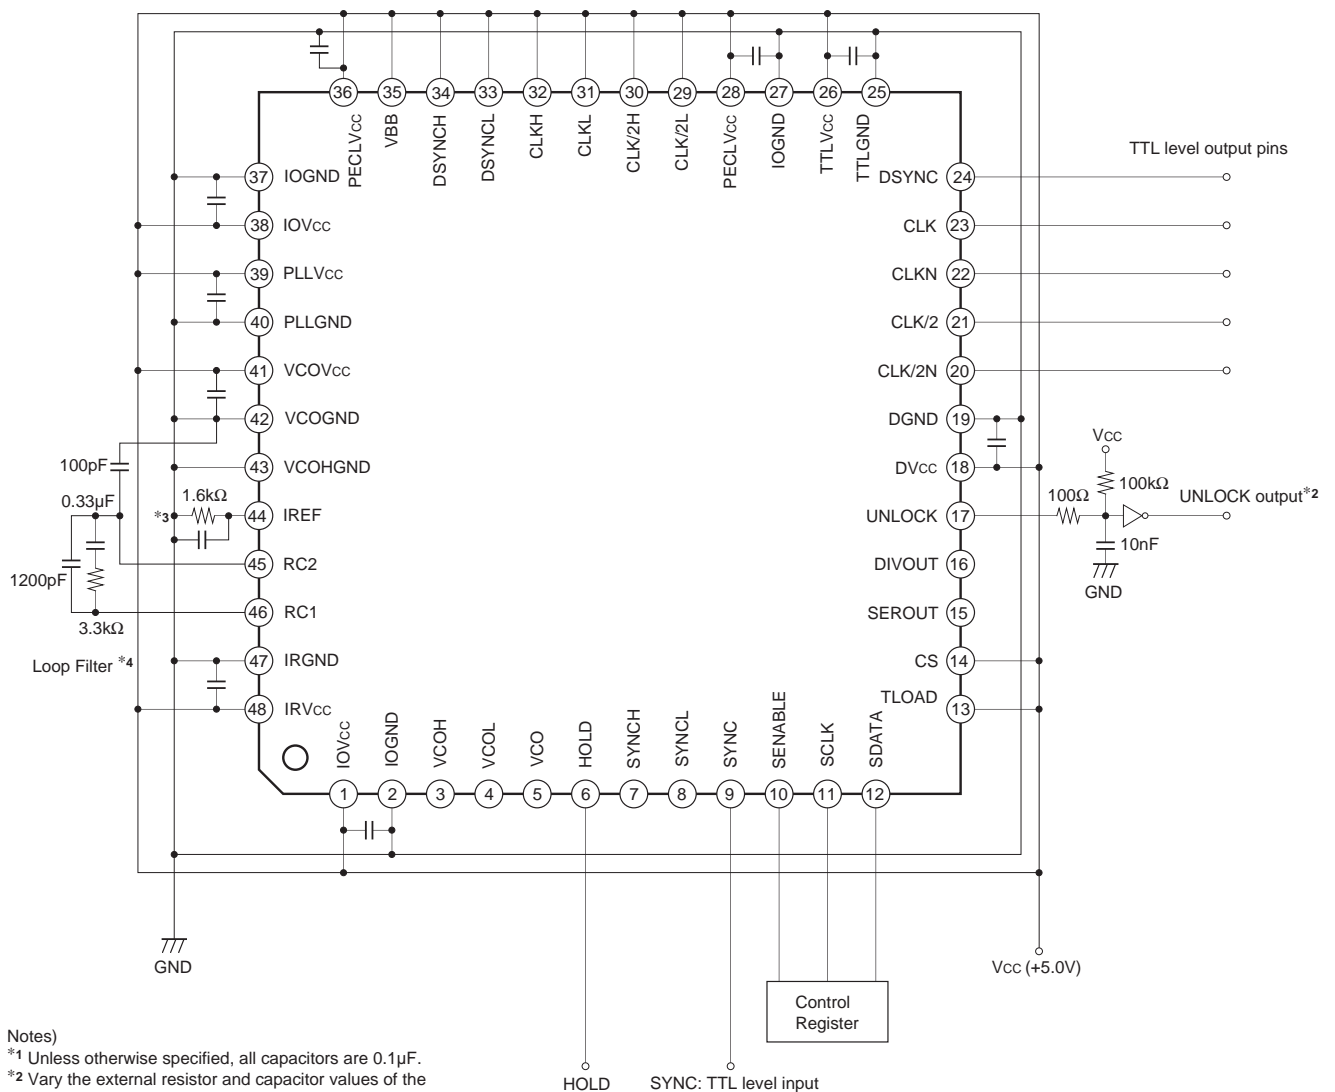 36 35 34 33 32 31 30 29 28 27 26 25
PECLVCC VBB DSYNCH DSYNCL CLKH CLKL CLK/2H CLK/2L PECLVCC IOGND TTLVCC TTLGND
TTL level output pins
37 IOGND
38 IOVCC
39 PLLVCC
40 PLLGND
41 VCOVCC
42 VCOGND
43 VCOHGND
44 IREF
45 RC2
46 RC1
47 IRGND
48 IRVCC
100pF
0.33μF
1.6kΩ
*3
1200pF
3.3kΩ
Loop Filter *4
DSYNC 24
CLK 23
CLKN 22
CLK/2 21
CLK/2N 20
DGND 19
DVCC 18
UNLOCK 17
DIVOUT 16
SEROUT 15
CS 14
TLOAD 13
VCC
100kΩ
100Ω
UNLOCK output*2
10nF
GND
IOVCC IOGND VCOH VCOL VCO HOLD SYNCH SYNCL SYNC SENABLE SCLK SDATA
1 2 3 4 5 6 7 8 9 10 11 12
GND
VCC (+5.0V)
Control
Register
HOLD
SYNC: TTL level input
Notes)
*1 Unless otherwise specified, all capacitors are 0.1μF.
*2 Vary the external resistor and capacitor values of the